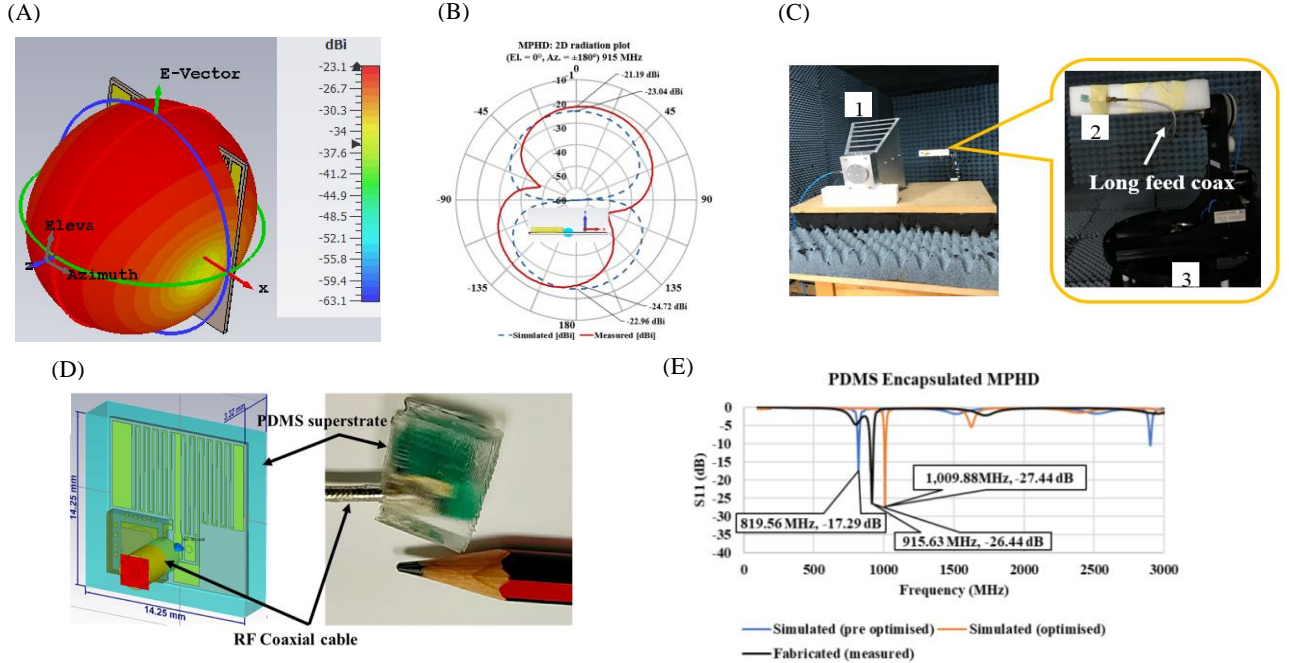 (A)
dBi
-23.1
-26.7
-30.3
-34
-37.6
-41.2
-44.9
-48.5
-52.1
-55.8
-59.4
-63.1
E-Vector
Eleva
Azimuth
z
x
(B)
MPHD: 2D radiation plot
(El. = 0°, Az. = ±180°) 915 MHz
0
-1
-10
-20
-30
-40
-50
-60
-45
45
-90
90
-135
135
180
-21.19 dBi
-23.04 dBi
-24.72 dBi
-22.96 dBi
Simulated [dBi]
Measured [dBi]
(C)
1
2
Long feed coax
3
(D)
3.12 mm
14.25 mm
14.25 mm
PDMS superstrate
RF Coaxial cable
(E)
PDMS Encapsulated MPHD
S11 (dB)
0
-5
-10
-15
-20
-25
-30
-35
-40
0
500
1000
1500
2000
2500
3000
1,009.88MHz, -27.44 dB
819.56 MHz, -17.29 dB
915.63MHz, -26.44 dB
Frequency (MHz)
Simulated (pre optimised)
Simulated (optimised)
Fabricated (measured)